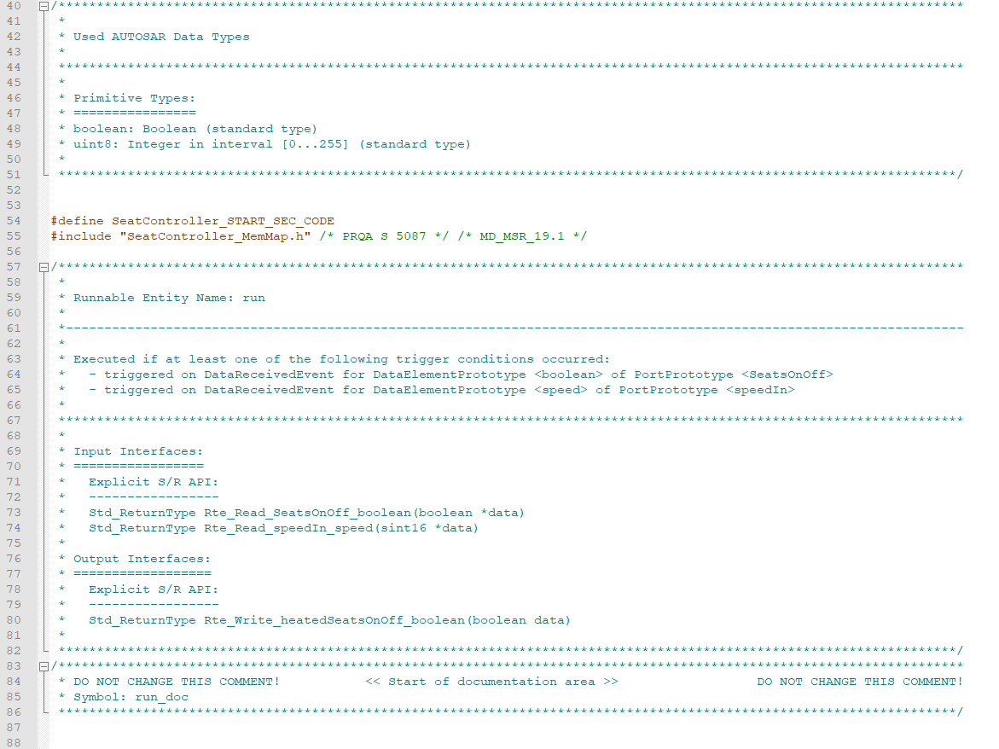 40 /**********************************************************************************************************************
41 *
42 * Used AUTOSAR Data Types
43 *
44 **********************************************************************************************************************
45 *
46 * Primitive Types:
47 * ================
48 * boolean: Boolean (standard type)
49 * uint8: Integer in interval [0...255] (standard type)
50 *
51 *********************************************************************************************************************/
52
53
54 #define SeatController_START_SEC_CODE
55 #include "SeatController_MemMap.h" /* PRQA S 5087 */ /* MD_MSR_19.1 */
56
57 /**********************************************************************************************************************
58 *
59 * Runnable Entity Name: run
60 *
61 *---------------------------------------------------------------------------------------------------------------------
62 *
63 * Executed if at least one of the following trigger conditions occurred:
64 *   - triggered on DataReceivedEvent for DataElementPrototype <boolean> of PortPrototype <SeatsOnOff>
65 *   - triggered on DataReceivedEvent for DataElementPrototype <speed> of PortPrototype <speedIn>
66 *
67 **********************************************************************************************************************
68 *
69 * Input Interfaces:
70 * =================
71 *   Explicit S/R API:
72 *   -----------------
73 *   Std_ReturnType Rte_Read_SeatsOnOff_boolean(boolean *data)
74 *   Std_ReturnType Rte_Read_speedIn_speed(sint16 *data)
75 *
76 * Output Interfaces:
77 * ==================
78 *   Explicit S/R API:
79 *   -----------------
80 *   Std_ReturnType Rte_Write_heatedSeatsOnOff_boolean(boolean data)
81 *
82 *********************************************************************************************************************/
83 /**********************************************************************************************************************
84 * DO NOT CHANGE THIS COMMENT!           << Start of documentation area >>                  DO NOT CHANGE THIS COMMENT!
85 * Symbol: run_doc
86 *********************************************************************************************************************/
87
88